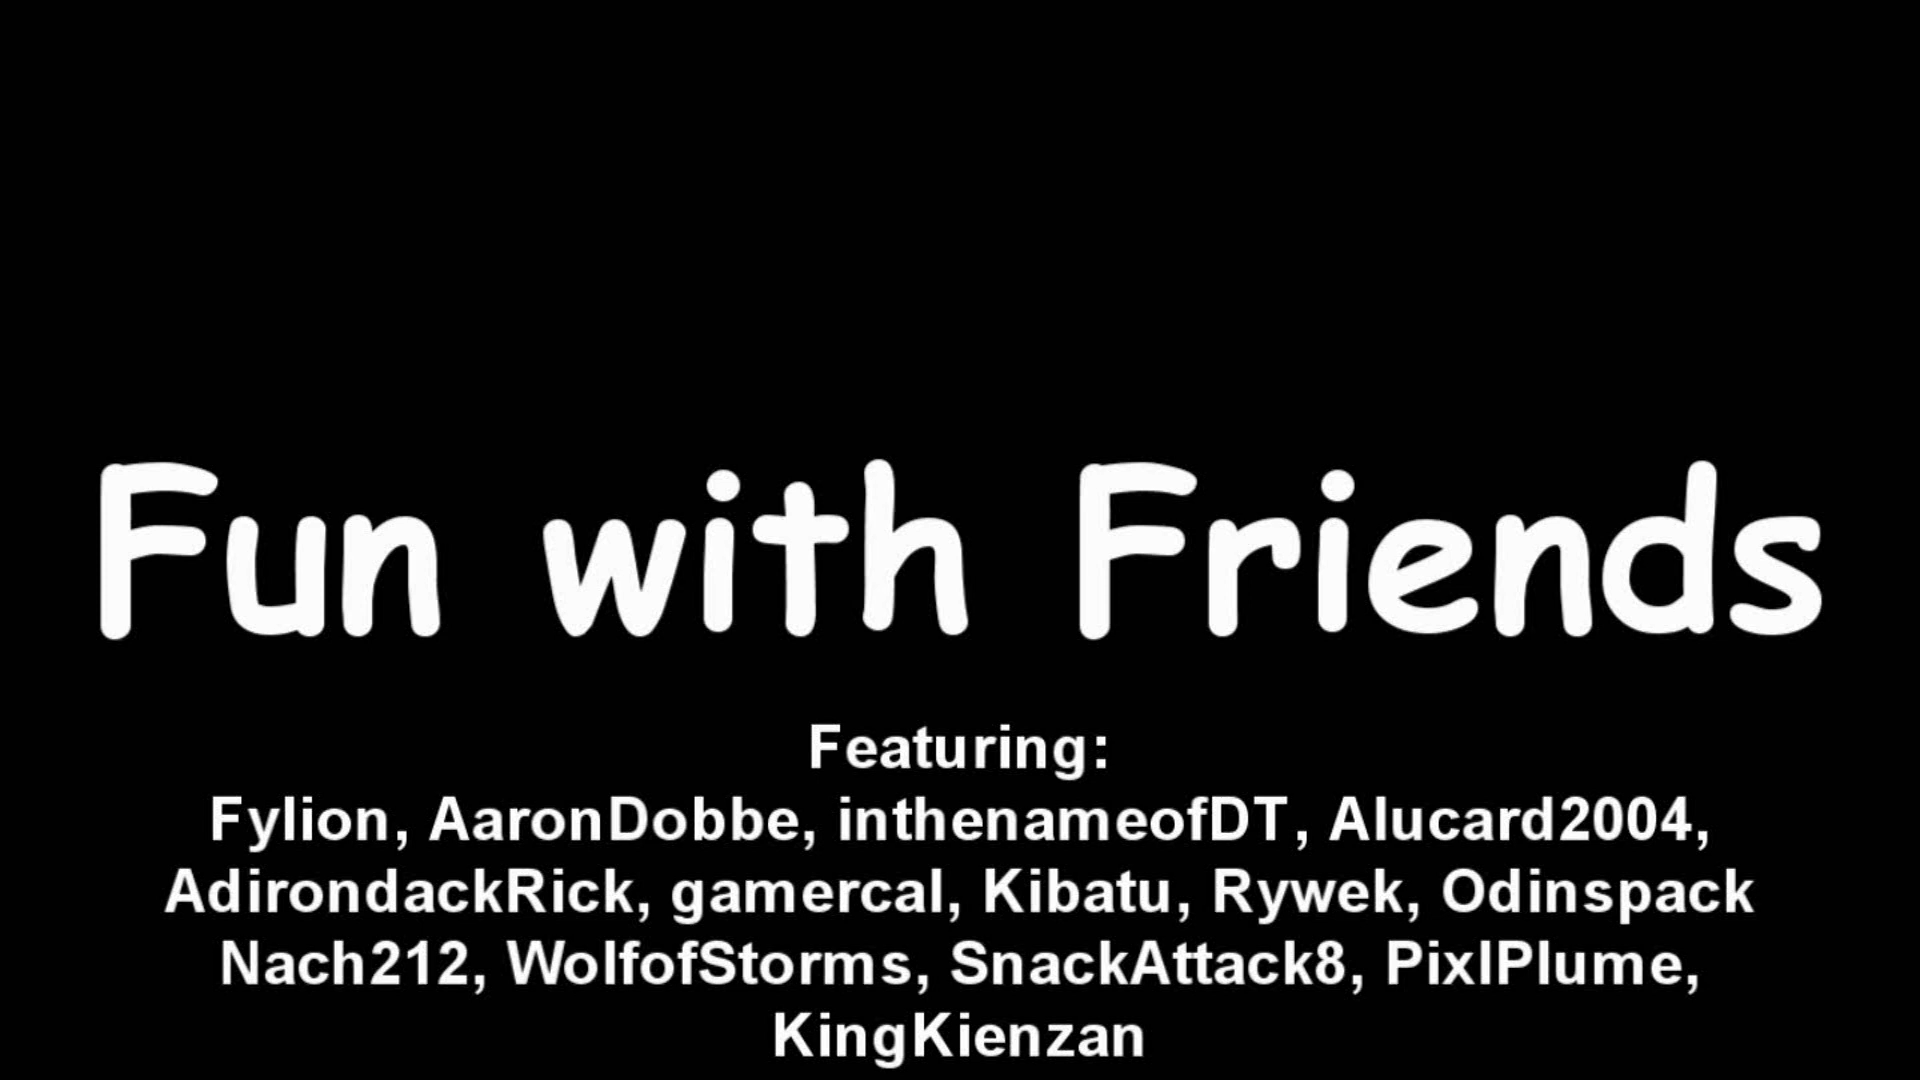 Fun with Friends
Featuring:
Fylion, AaronDobbe, inthenameofDT, Alucard2004,
AdirondackRick, gamercal, Kibatu, Rywek, Odinspack
Nach212, WolfofStorms, SnackAttack8, PixlPlume,
KingKienzan